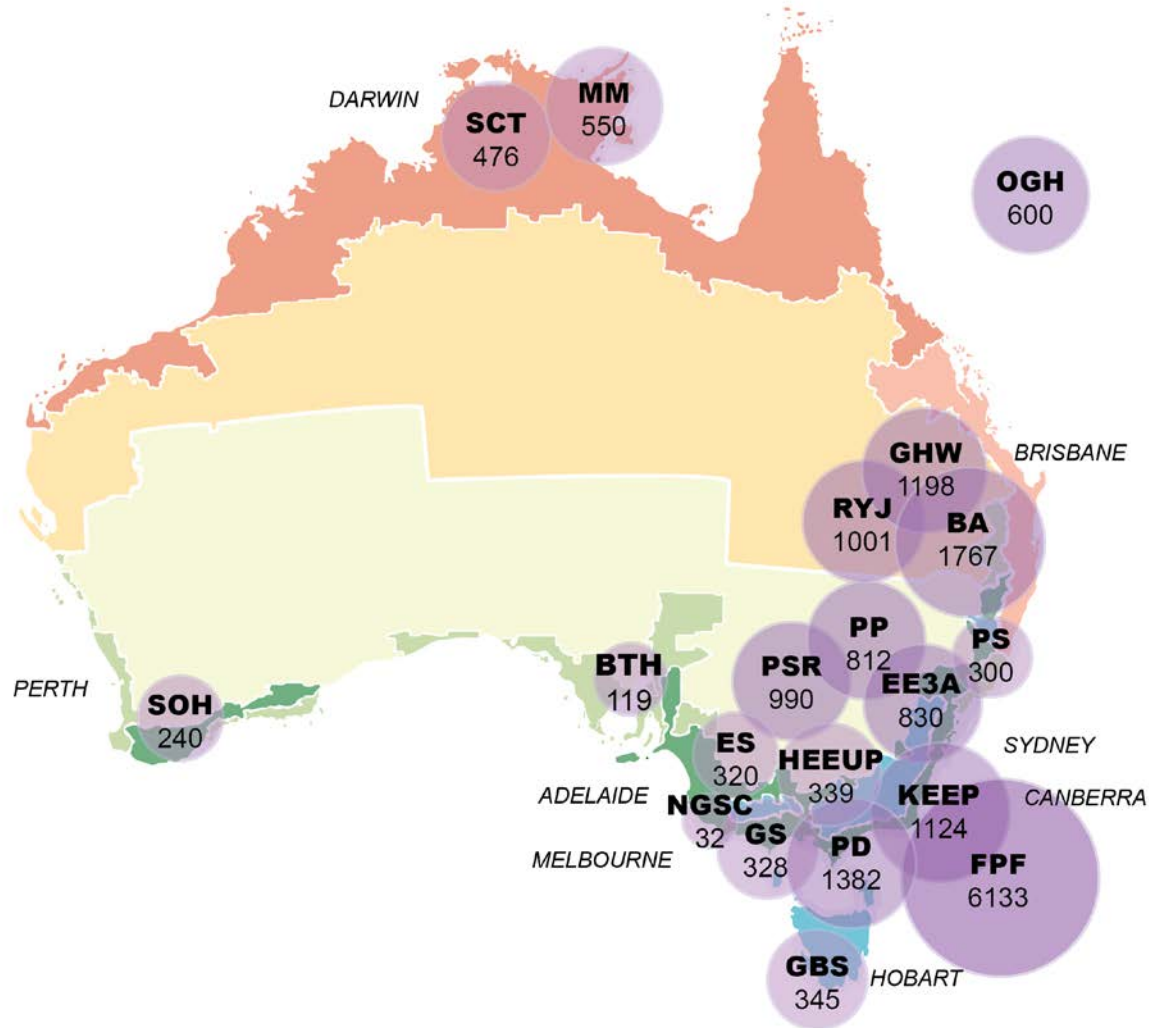 DARWIN
MM
550
SCT
476
OGH
600
GHW
1198
BRISBANE
RYJ
1001
BA
1767
PP
812
PS
300
BTH
119
PSR
990
EE3A
830
PERTH
SOH
240
ES
320
HEEUP
339
SYDNEY
ADELAIDE
NGSC
32
KEEP
1124
CANBERRA
MELBOURNE
GS
328
PD
1382
FPF
6133
GBS
345
HOBART